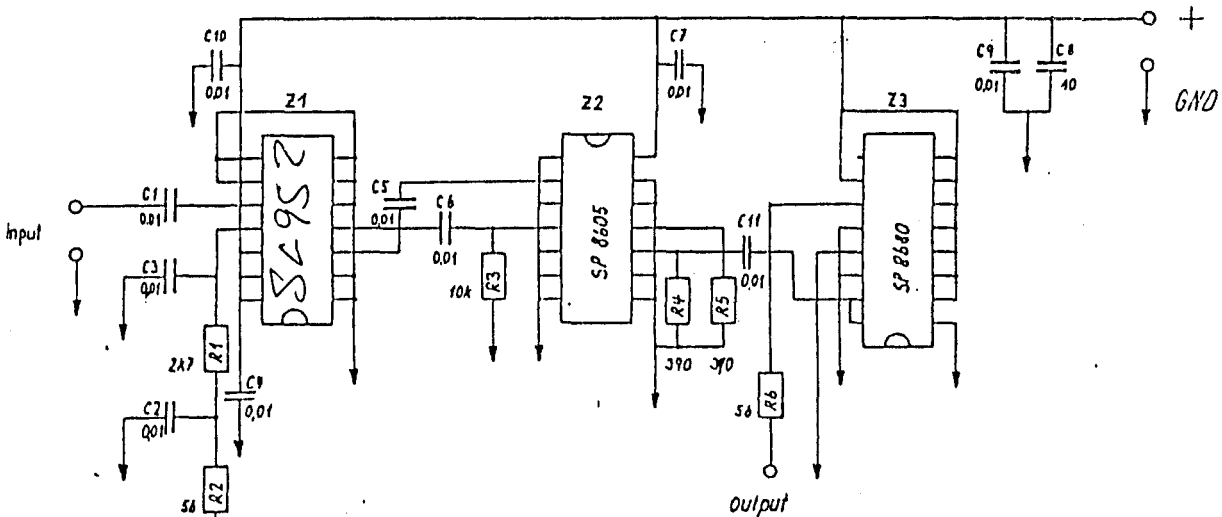 C10
0,01
C7
0,01
C9
0,01
C8
10
+
GND
Z1
Z2
Z3
Input
C1
0,01
C3
0,01
C5
0,01
C6
0,01
R3
10k
SP 8605
C11
0,01
R4
390
R5
390
SP 8680
R1
2k7
C4
0,01
C2
0,01
R2
56
R6
56
Output